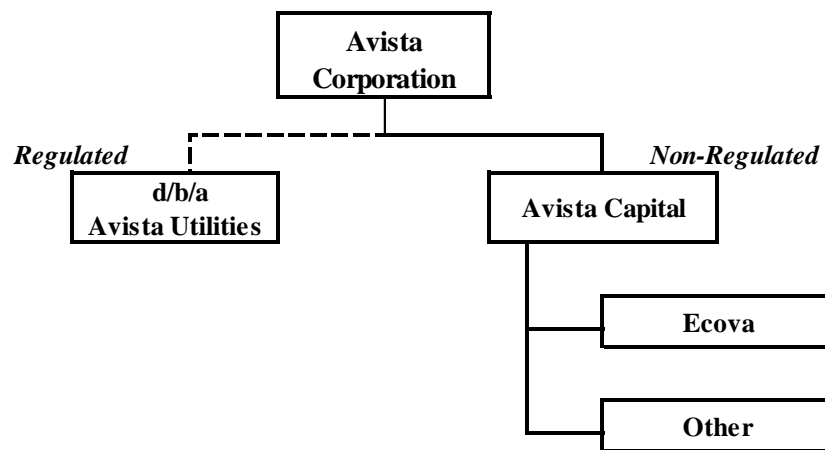 Avista
Corporation
Regulated
Non-Regulated
d/b/a
Avista Utilities
Avista Capital
Ecova
Other